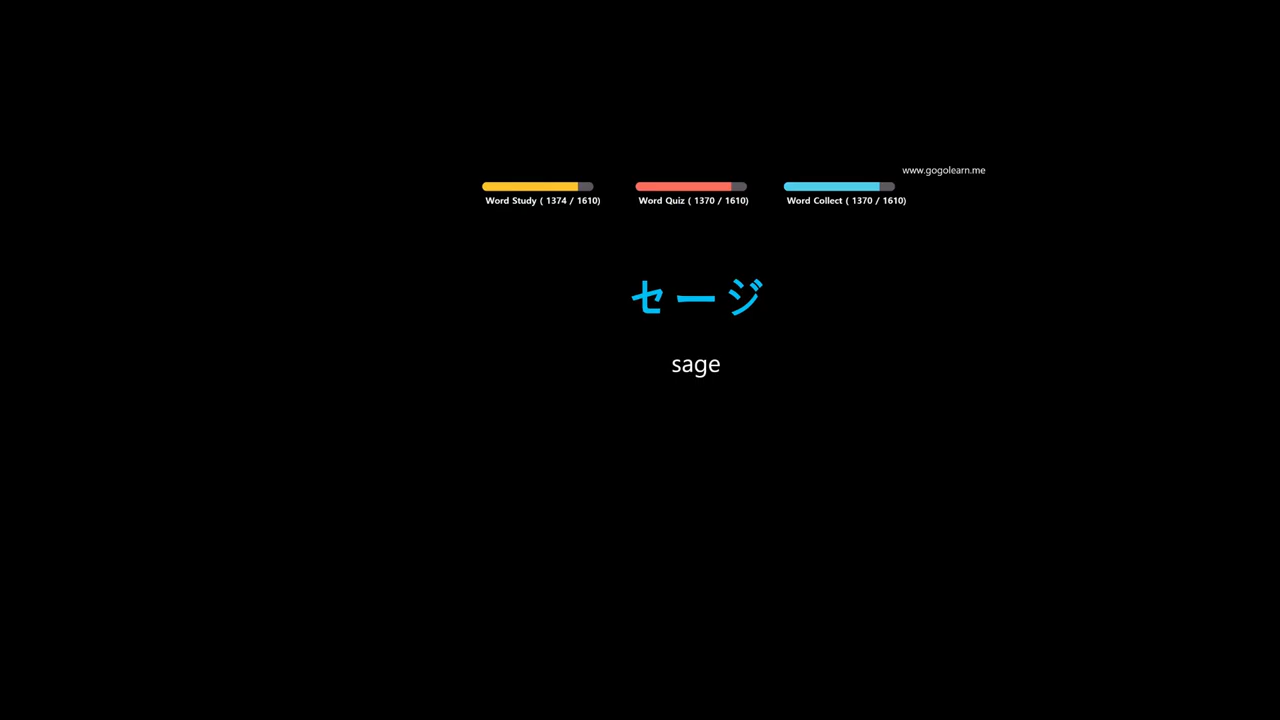 www.gogolearn.me
Word Study ( 1374 / 1610)
Word Quiz ( 1370 / 1610)
Word Collect ( 1370 / 1610)
セージ
sage